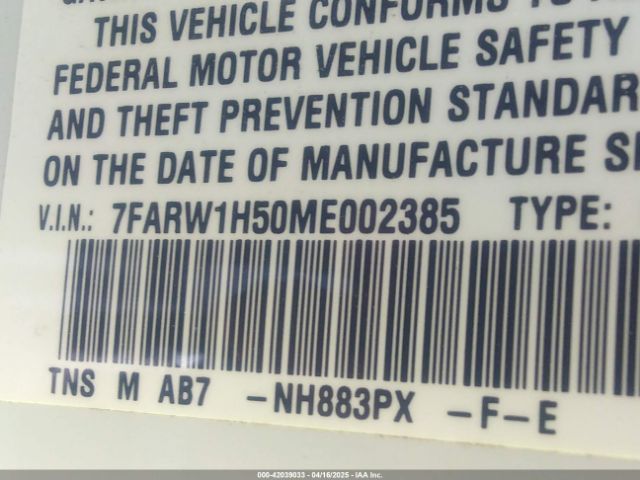 THIS VEHICLE CONFORMS TO
FEDERAL MOTOR VEHICLE SAFETY
AND THEFT PREVENTION STANDAR
ON THE DATE OF MANUFACTURE S
V.I.N.: 7FARW1H50ME002385 TYPE:
TNS M AB7 -NH883PX -F-E
000-42039033 - 04/16/2025 - IAA Inc.